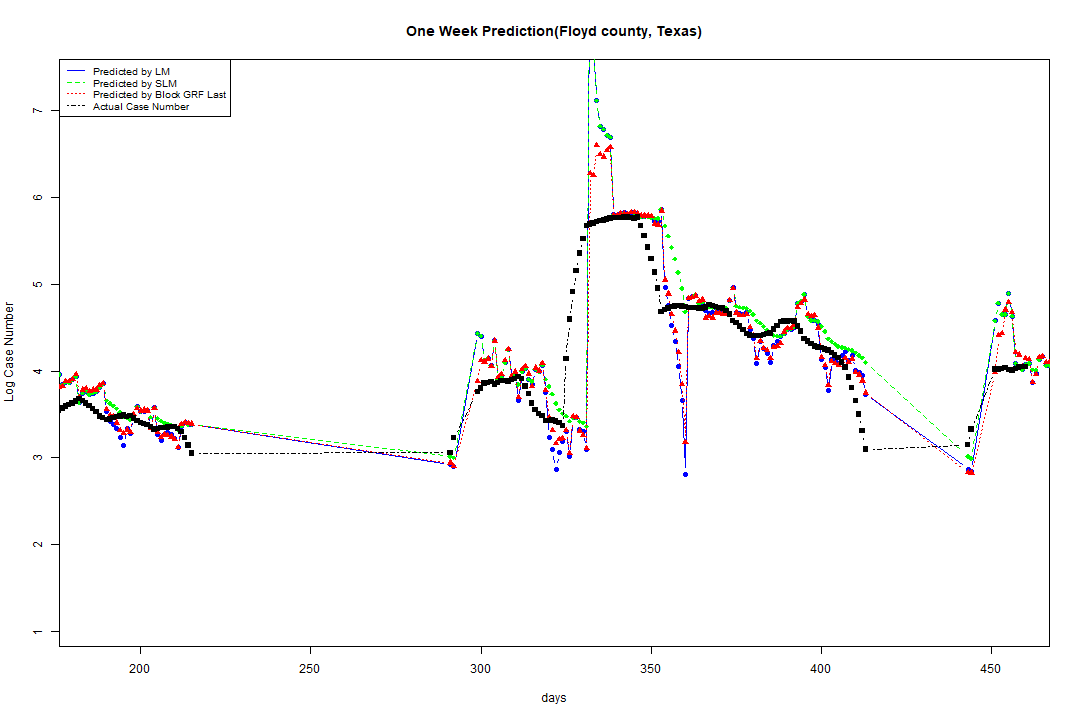 One Week Prediction(Floyd county, Texas)
Predicted by LM
Predicted by SLM
Predicted by Block GRF Last
Actual Case Number
7
6
5
4
3
2
1
Log Case Number
200 250 300 350 400 450
days